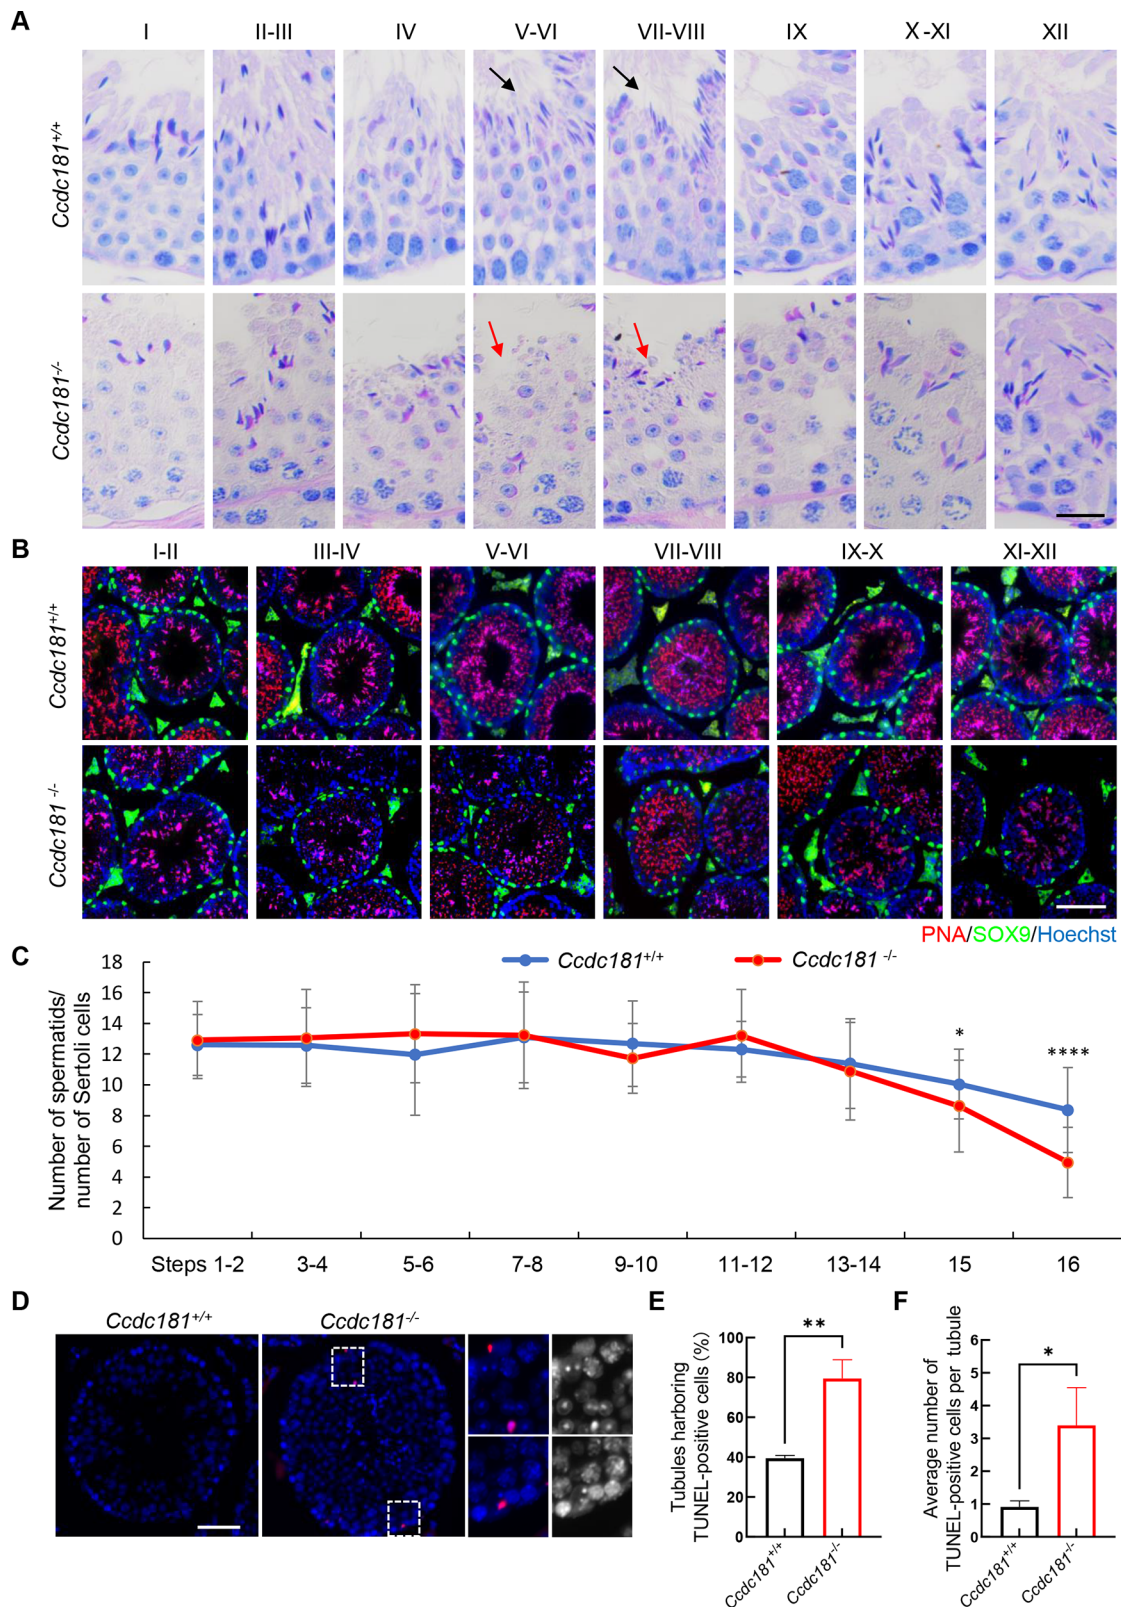 A
I II-III IV V-VI VII-VIII IX X-XI XII
Ccdc181+/+
Ccdc181-/-
B
I-II III-IV V-VI VII-VIII IX-X XI-XII
Ccdc181+/+
Ccdc181 -/-
PNA/SOX9/Hoechst
C
Number of spermatids/
number of Sertoli cells
18
16
14
12
10
8
6
4
2
0
Ccdc181+/+ Ccdc181 -/-
*
****
Steps 1-2 3-4 5-6 7-8 9-10 11-12 13-14 15 16
D
Ccdc181+/+ Ccdc181-/-
E
Tubules harboring
TUNEL-positive cells (%)
100
80
60
40
20
0
**
Ccdc181+/+
Ccdc181-/-
F
Average number of
TUNEL-positive cells per tubule
6
5
4
3
2
1
0
*
Ccdc181+/+
Ccdc181-/-